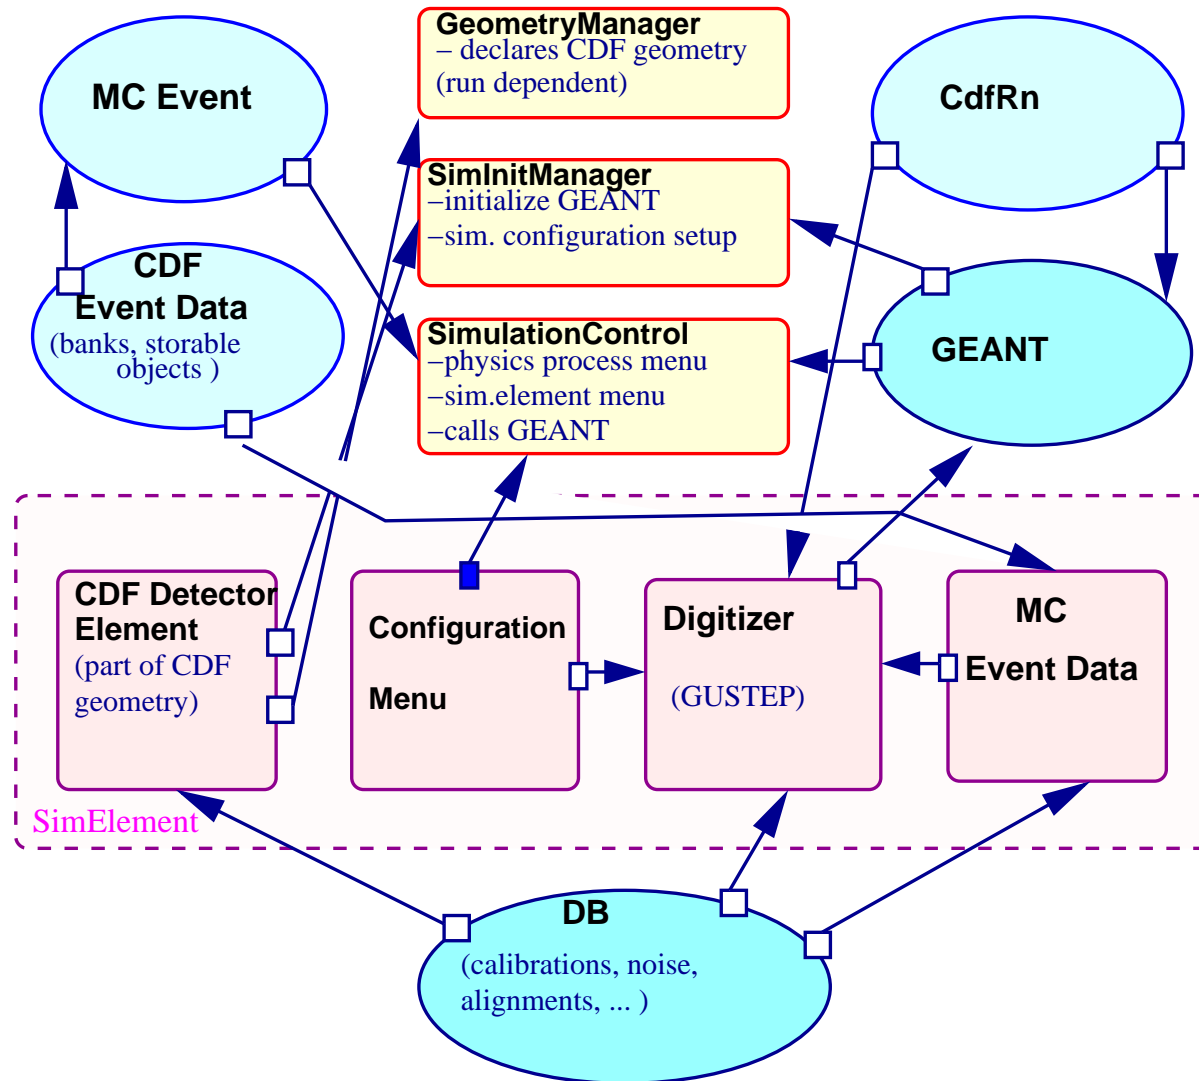 GeometryManager
– declares CDF geometry
(run dependent)
MC Event
CdfRn
SimInitManager
–initialize GEANT
–sim. configuration setup
CDF
Event Data
(banks, storable
objects )
SimulationControl
–physics process menu
–sim.element menu
–calls GEANT
GEANT
CDF Detector
Element
(part of CDF
geometry)
Configuration
Menu
Digitizer
(GUSTEP)
MC
Event Data
SimElement
DB
(calibrations, noise,
alignments, ... )